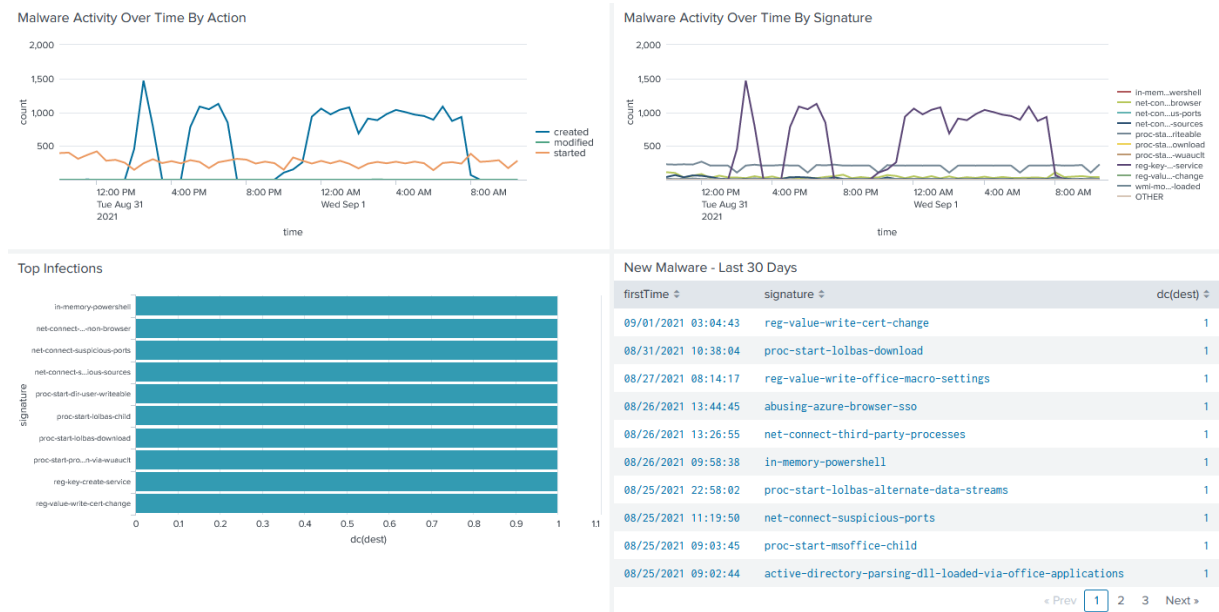 Malware Activity Over Time By Action
2,000
1,500
1,000
500
count
12:00 PM
Tue Aug 31
2021
4:00 PM
8:00 PM
12:00 AM
Wed Sep 1
4:00 AM
8:00 AM
time
created
modified
started
Malware Activity Over Time By Signature
2,000
1,500
1,000
500
count
12:00 PM
Tue Aug 31
2021
4:00 PM
8:00 PM
12:00 AM
Wed Sep 1
4:00 AM
8:00 AM
time
in-mem...wershell
net-con...browser
net-con...us-ports
net-con...-sources
proc-sta...riteable
proc-sta...ownload
proc-sta...-wuauclt
reg-key-...-service
reg-valu...-change
wmi-mo...-loaded
OTHER
Top Infections
signature
in-memory-powershell
net-connect-...-non-browser
net-connect-suspicious-ports
net-connect-s...ious-sources
proc-start-dir-user-writeable
proc-start-lolbas-child
proc-start-lolbas-download
proc-start-pro...n-via-wuauclt
reg-key-create-service
reg-value-write-cert-change
0 0.1 0.2 0.3 0.4 0.5 0.6 0.7 0.8 0.9 1 1.1
dc(dest)
New Malware - Last 30 Days
firstTime signature dc(dest)
09/01/2021 03:04:43 reg-value-write-cert-change 1
08/31/2021 10:38:04 proc-start-lolbas-download 1
08/27/2021 08:14:17 reg-value-write-office-macro-settings 1
08/26/2021 13:44:45 abusing-azure-browser-sso 1
08/26/2021 13:26:55 net-connect-third-party-processes 1
08/26/2021 09:58:38 in-memory-powershell 1
08/25/2021 22:58:02 proc-start-lolbas-alternate-data-streams 1
08/25/2021 11:19:50 net-connect-suspicious-ports 1
08/25/2021 09:03:45 proc-start-msoffice-child 1
08/25/2021 09:02:44 active-directory-parsing-dll-loaded-via-office-applications 1
« Prev 1 2 3 Next »